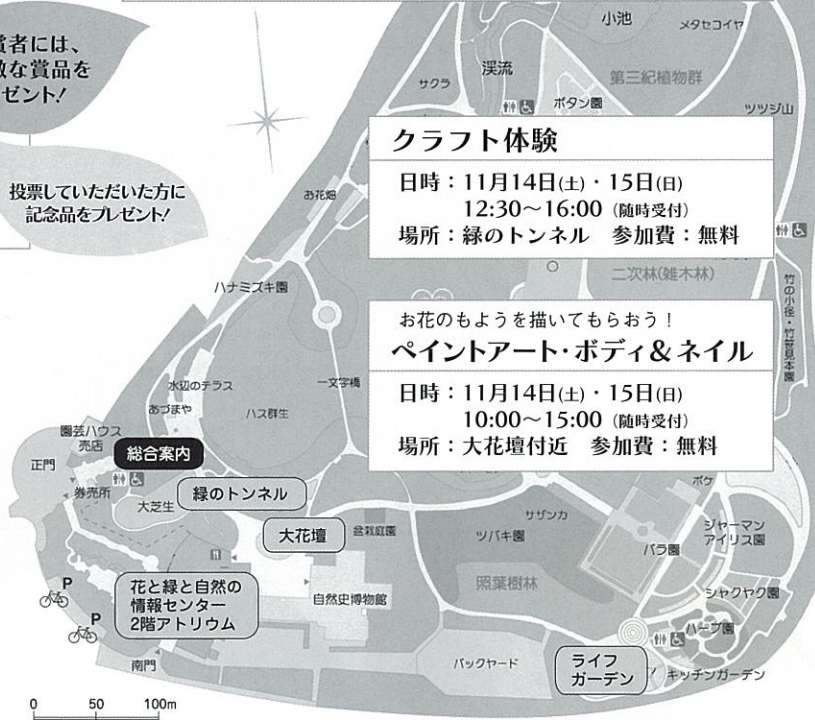 賞者には、
敵な賞品を
ゼント!
投票していただいた方に
記念品をプレゼント!
小池
メタセコイヤ
渓流
サクラ
第三紀植物群
ボタン園
ツツジ山
クラフト体験
日時:11月14日(土)・15日(日)
12:30〜16:00(随時受付)
場所:緑のトンネル 参加費:無料
お花畑
二次林(雑木林)
竹の小径・竹笹見本園
ハナミズキ園
お花のもようを描いてもらおう!
ペイントアート・ボディ&ネイル
日時:11月14日(土)・15日(日)
10:00〜15:00(随時受付)
場所:大花壇付近 参加費:無料
水辺のテラス
一文字橋
あづまや
ハス群生
園芸ハウス
売店
総合案内
正門
券売所
大芝生
緑のトンネル
ボケ
大花壇
盆栽庭園
サザンカ
ツバキ園
ジャーマン
アイリス園
バラ園
照葉樹林
シャクヤク園
P
P
花と緑と自然の
情報センター
2階アトリウム
自然史博物館
ハーブ園
南門
バックヤード
ライフ
ガーデン
キッチンガーデン
0 50 100m